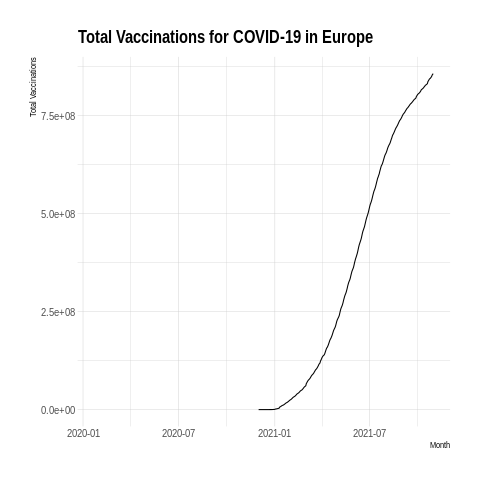 Total Vaccinations for COVID-19 in Europe
Total Vaccinations
7.5e+08
5.0e+08
2.5e+08
0.0e+00
2020-01 2020-07 2021-01 2021-07
Month